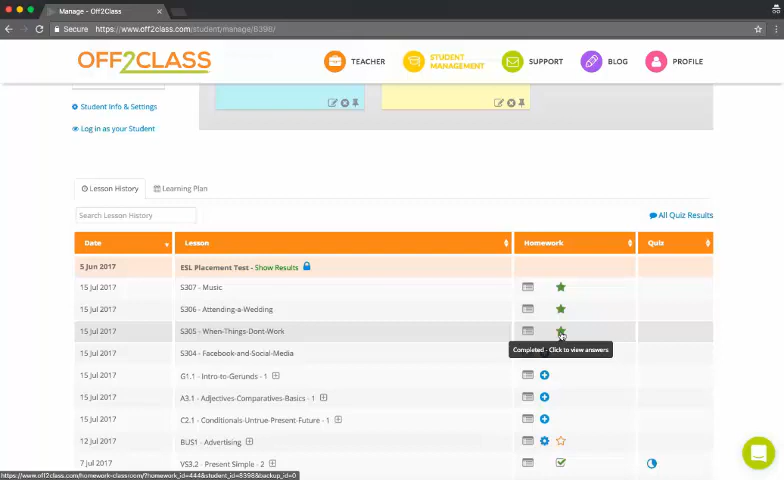 Manage - Off2Class
Secure https://www.off2class.com/student/manage/8398/
OFF2CLASS
TEACHER
STUDENT
MANAGEMENT
SUPPORT
BLOG
PROFILE
Student Info & Settings
Log in as your Student
Lesson History
Learning Plan
Search Lesson History
All Quiz Results
Date Lesson Homework Quiz
5 Jun 2017 ESL Placement Test - Show Results
15 Jul 2017 S307 - Music
15 Jul 2017 S306 - Attending-a-Wedding
15 Jul 2017 S305 - When-Things-Dont-Work
Completed - Click to view answers
15 Jul 2017 S304 - Facebook-and-Social-Media
15 Jul 2017 G1.1 - Intro-to-Gerunds - 1
15 Jul 2017 A3.1 - Adjectives-Comparatives-Basics - 1
15 Jul 2017 C2.1 - Conditionals-Untrue-Present-Future - 1
12 Jul 2017 BUS1 - Advertising
7 Jul 2017 VS3.2 - Present Simple - 2
https://www.off2class.com/homework-classroom/?homework_id=444&student_id=8398&backup_id=0